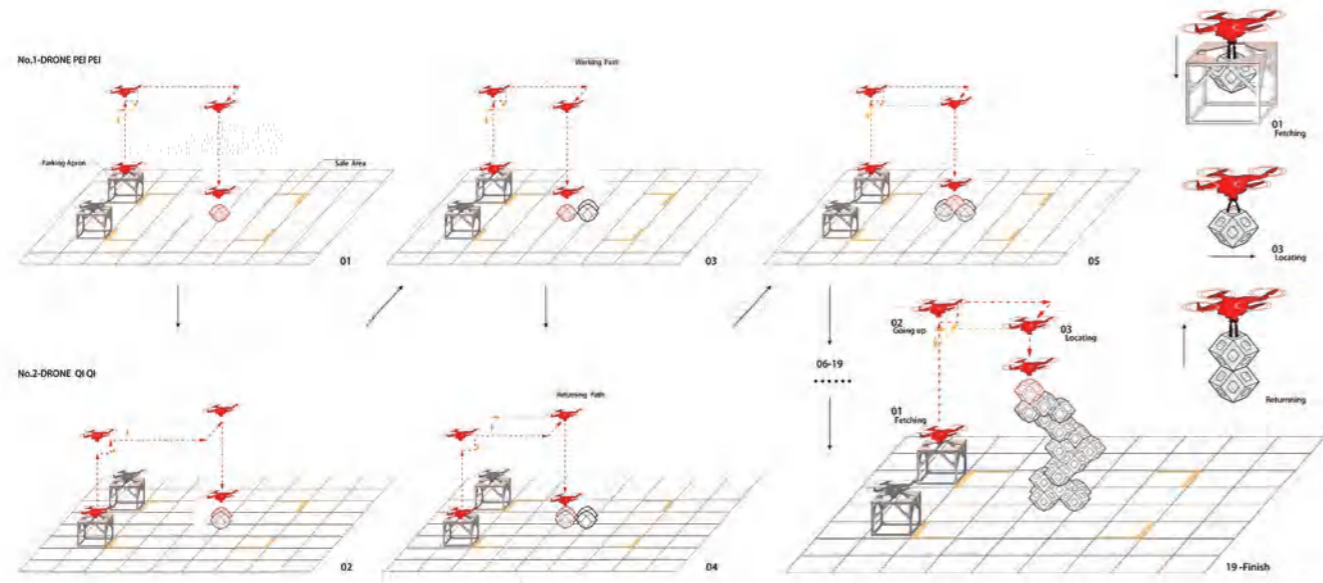 No,1-DRONE PEI PEI
Working Path
Parking Apron
Safe Area
01
03
05
01
Fetching
03
Locating
Returnning
No.2-DRONE QI QI
Returning Path
02
04
06-19
02
Going up
03
Locating
01
Fetching
19 -Finish